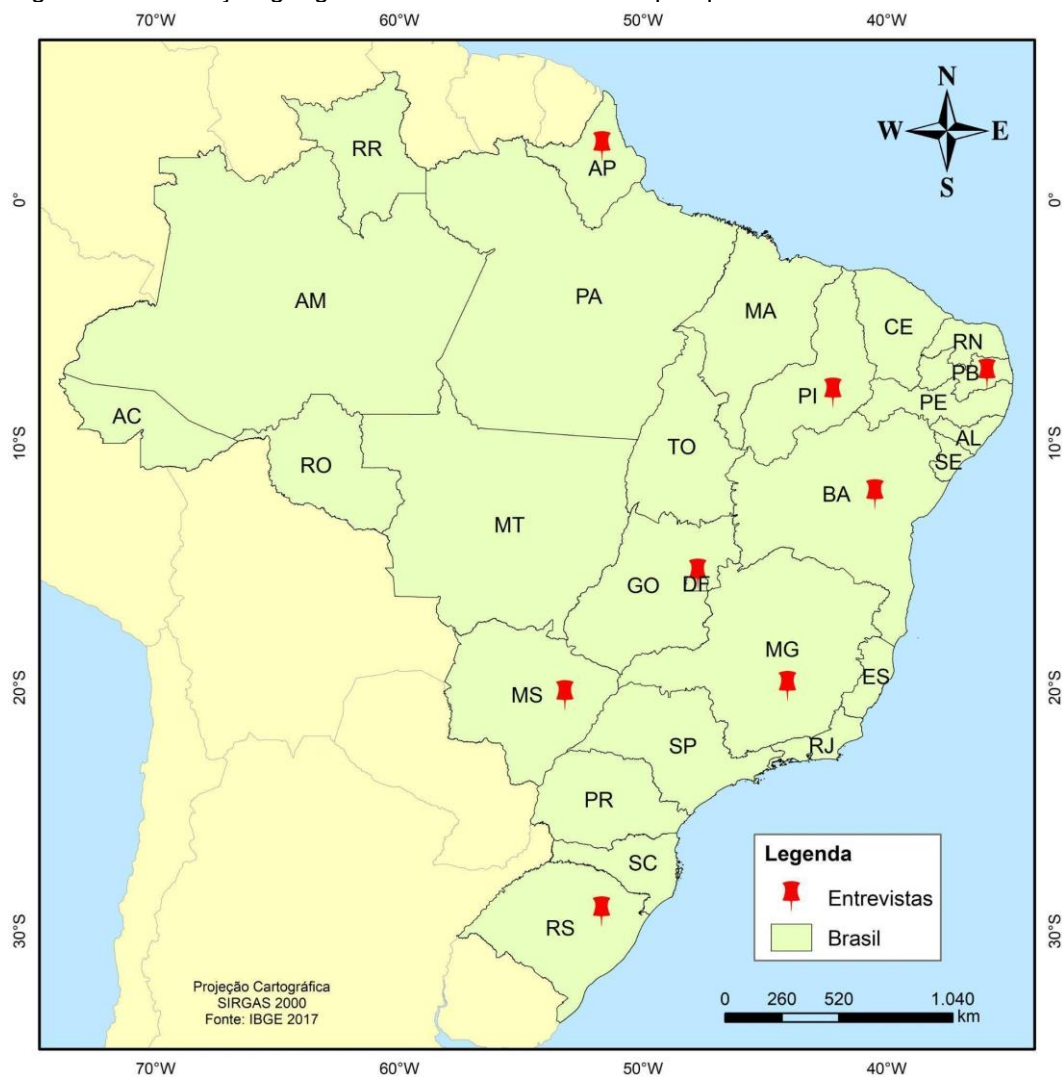 70°W 60°W 50°W 40°W
N
W E
S
RR
AP
0° 0°
AM PA MA CE
RN
PB
PI PE
AC
AL
10°S TO SE 10°S
RO
BA
MT
GO DF
MG
ES
20°S MS 20°S
SP RJ
PR
Legenda
SC
Entrevistas
RS
30°S Brasil 30°S
Projeção Cartográfica
SIRGAS 2000
Fonte: IBGE 2017
0 260 520 1.040
km
70°W 60°W 50°W 40°W